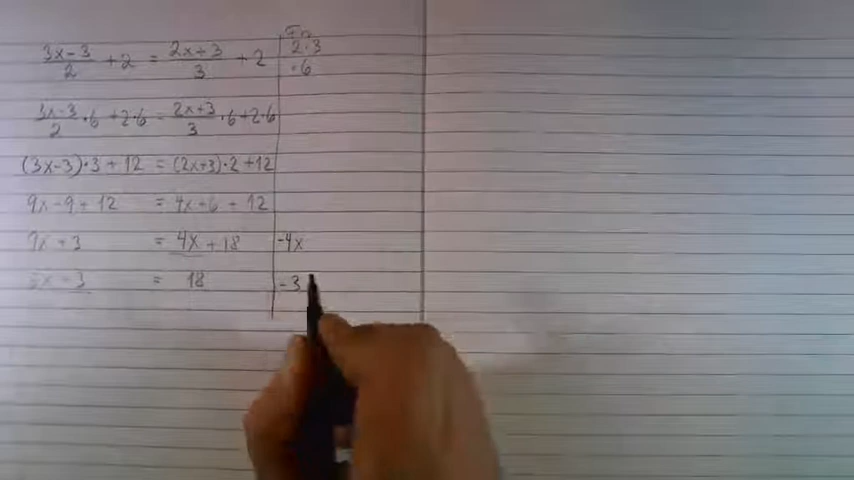 (3x-3)/2 + 2 = (2x+3)/3 + 2 | 2·3
·6
(3x-3)/2 ·6 + 2·6 = (2x+3)/3 ·6 + 2·6
(3x-3)·3 + 12 = (2x+3)·2 + 12
9x - 9 + 12 = 4x + 6 + 12
9x + 3 = 4x + 18 | -4x
5x + 3 = 18 | -3